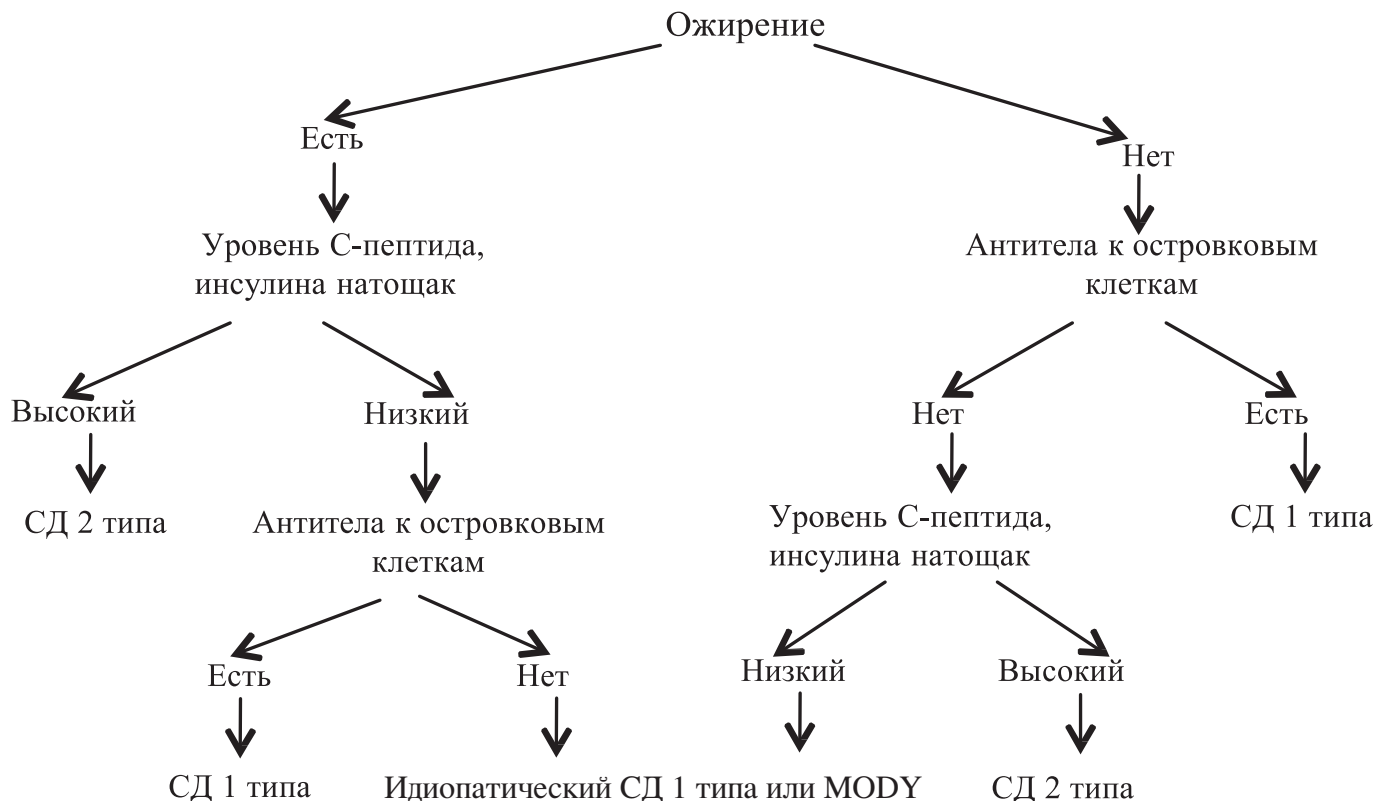 Ожирение
Есть
Нет
Уровень С-пептида,
инсулина натощак
Антитела к островковым
клеткам
Высокий
Низкий
Нет
Есть
СД 2 типа
Антитела к островковым
клеткам
Уровень С-пептида,
инсулина натощак
СД 1 типа
Есть
Нет
Низкий
Высокий
СД 1 типа
Идиопатический СД 1 типа или MODY
СД 2 типа